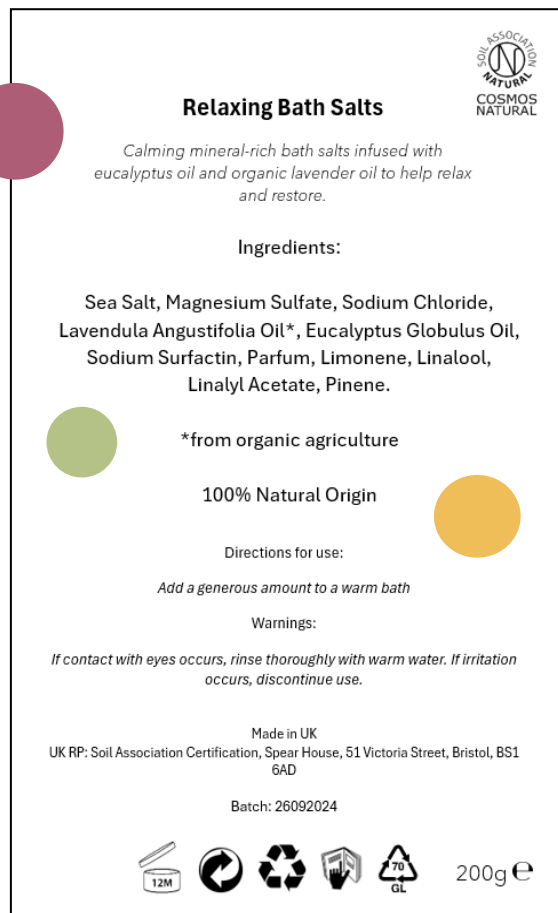 SOIL ASSOCIATION
NATURAL
COSMOS
NATURAL
Relaxing Bath Salts
Calming mineral-rich bath salts infused with
eucalyptus oil and organic lavender oil to help relax
and restore.
Ingredients:
Sea Salt, Magnesium Sulfate, Sodium Chloride,
Lavendula Angustifolia Oil*, Eucalyptus Globulus Oil,
Sodium Surfactin, Parfum, Limonene, Linalool,
Linalyl Acetate, Pinene.
*from organic agriculture
100% Natural Origin
Directions for use:
Add a generous amount to a warm bath
Warnings:
If contact with eyes occurs, rinse thoroughly with warm water. If irritation
occurs, discontinue use.
Made in UK
UK RP: Soil Association Certification, Spear House, 51 Victoria Street, Bristol, BS1
6AD
Batch: 26092024
12M
70
GL
200g ℮